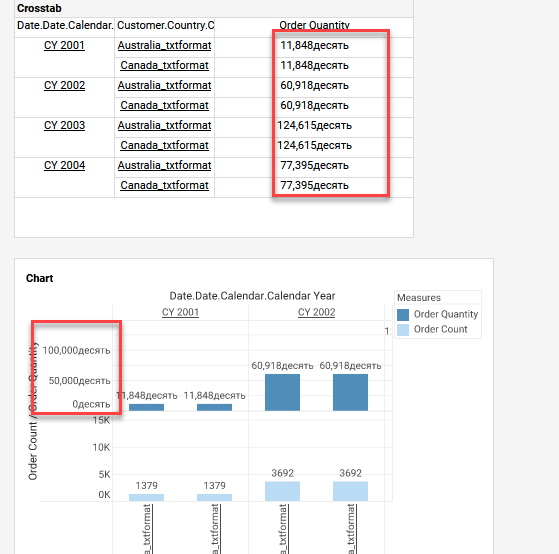 Crosstab
Date.Date.Calendar. Customer.Country.C Order Quantity
CY 2001 Australia_txtformat 11,848десять
Canada_txtformat 11,848десять
CY 2002 Australia_txtformat 60,918десять
Canada_txtformat 60,918десять
CY 2003 Australia_txtformat 124,615десять
Canada_txtformat 124,615десять
CY 2004 Australia_txtformat 77,395десять
Canada_txtformat 77,395десять
Chart
Date.Date.Calendar.Calendar Year
CY 2001 CY 2002
Measures
Order Quantity
Order Count
Order Count / Order Quantity
100,000десять
50,000десять
0десять
11,848десять 11,848десять 60,918десять 60,918десять
15K
10K
5K
0K
1379 1379 3692 3692
a_txtformat a_txtformat a_txtformat a_txtformat